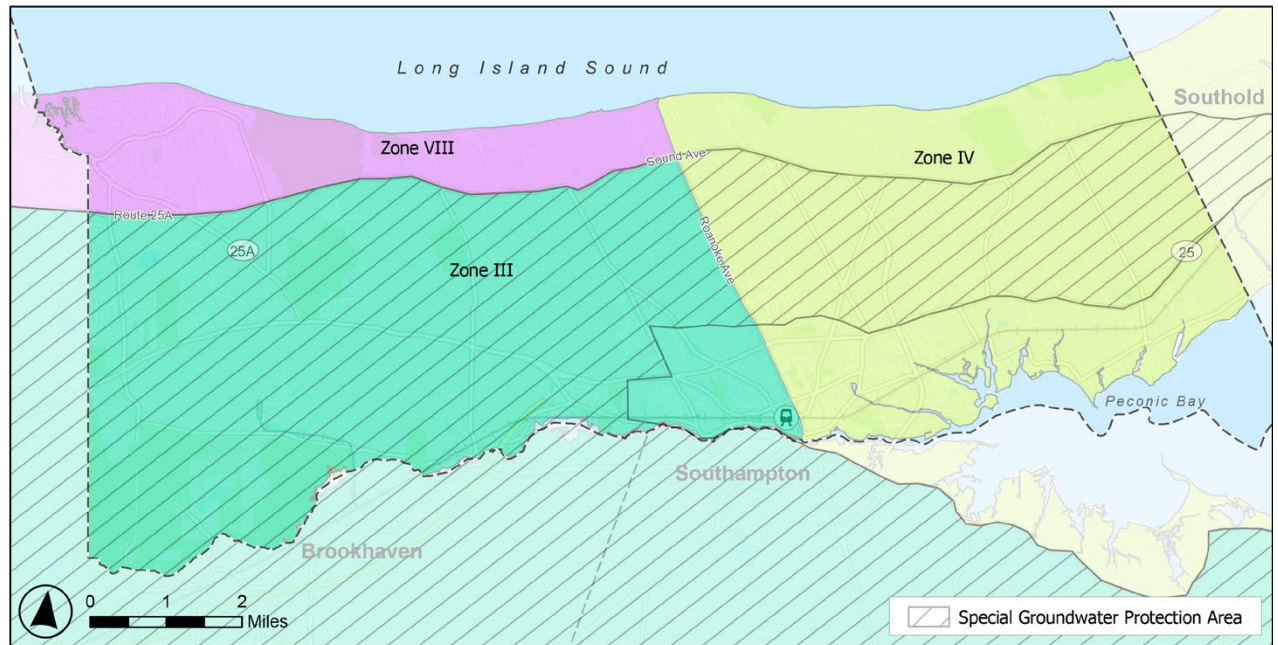 Long Island Sound
Southold
Zone VIII
Sound Ave
Zone IV
Route 25A
25A
Roanoke Ave
25
Zone III
Peconic Bay
Southampton
Brookhaven
0 1 2
Miles
Special Groundwater Protection Area